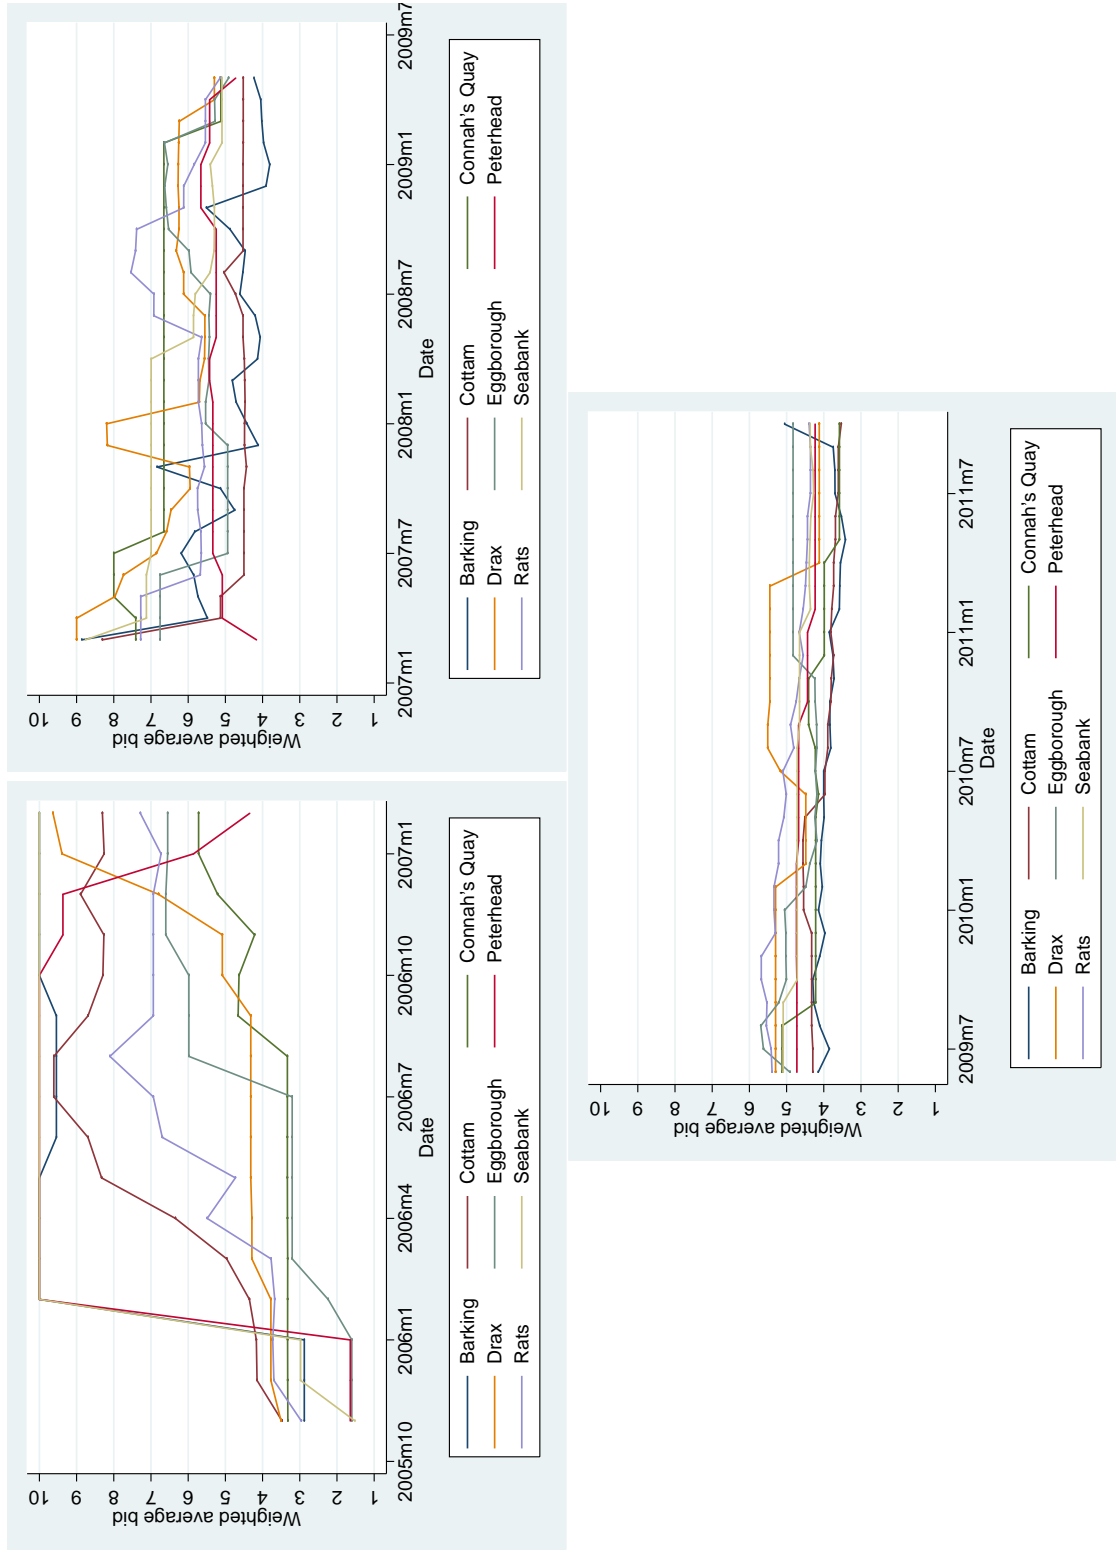 Weighted average bid
10
9
8
7
6
5
4
3
2
1
2005m10
2006m1
2006m4
2006m7
2006m10
2007m1
Date
Barking
Cottam
Connah's Quay
Drax
Eggborough
Peterhead
Rats
Seabank
Weighted average bid
10
9
8
7
6
5
4
3
2
1
2007m1
2007m7
2008m1
2008m7
2009m1
2009m7
Date
Barking
Cottam
Connah's Quay
Drax
Eggborough
Peterhead
Rats
Seabank
Weighted average bid
10
9
8
7
6
5
4
3
2
1
2009m7
2010m1
2010m7
2011m1
2011m7
Date
Barking
Cottam
Connah's Quay
Drax
Eggborough
Peterhead
Rats
Seabank